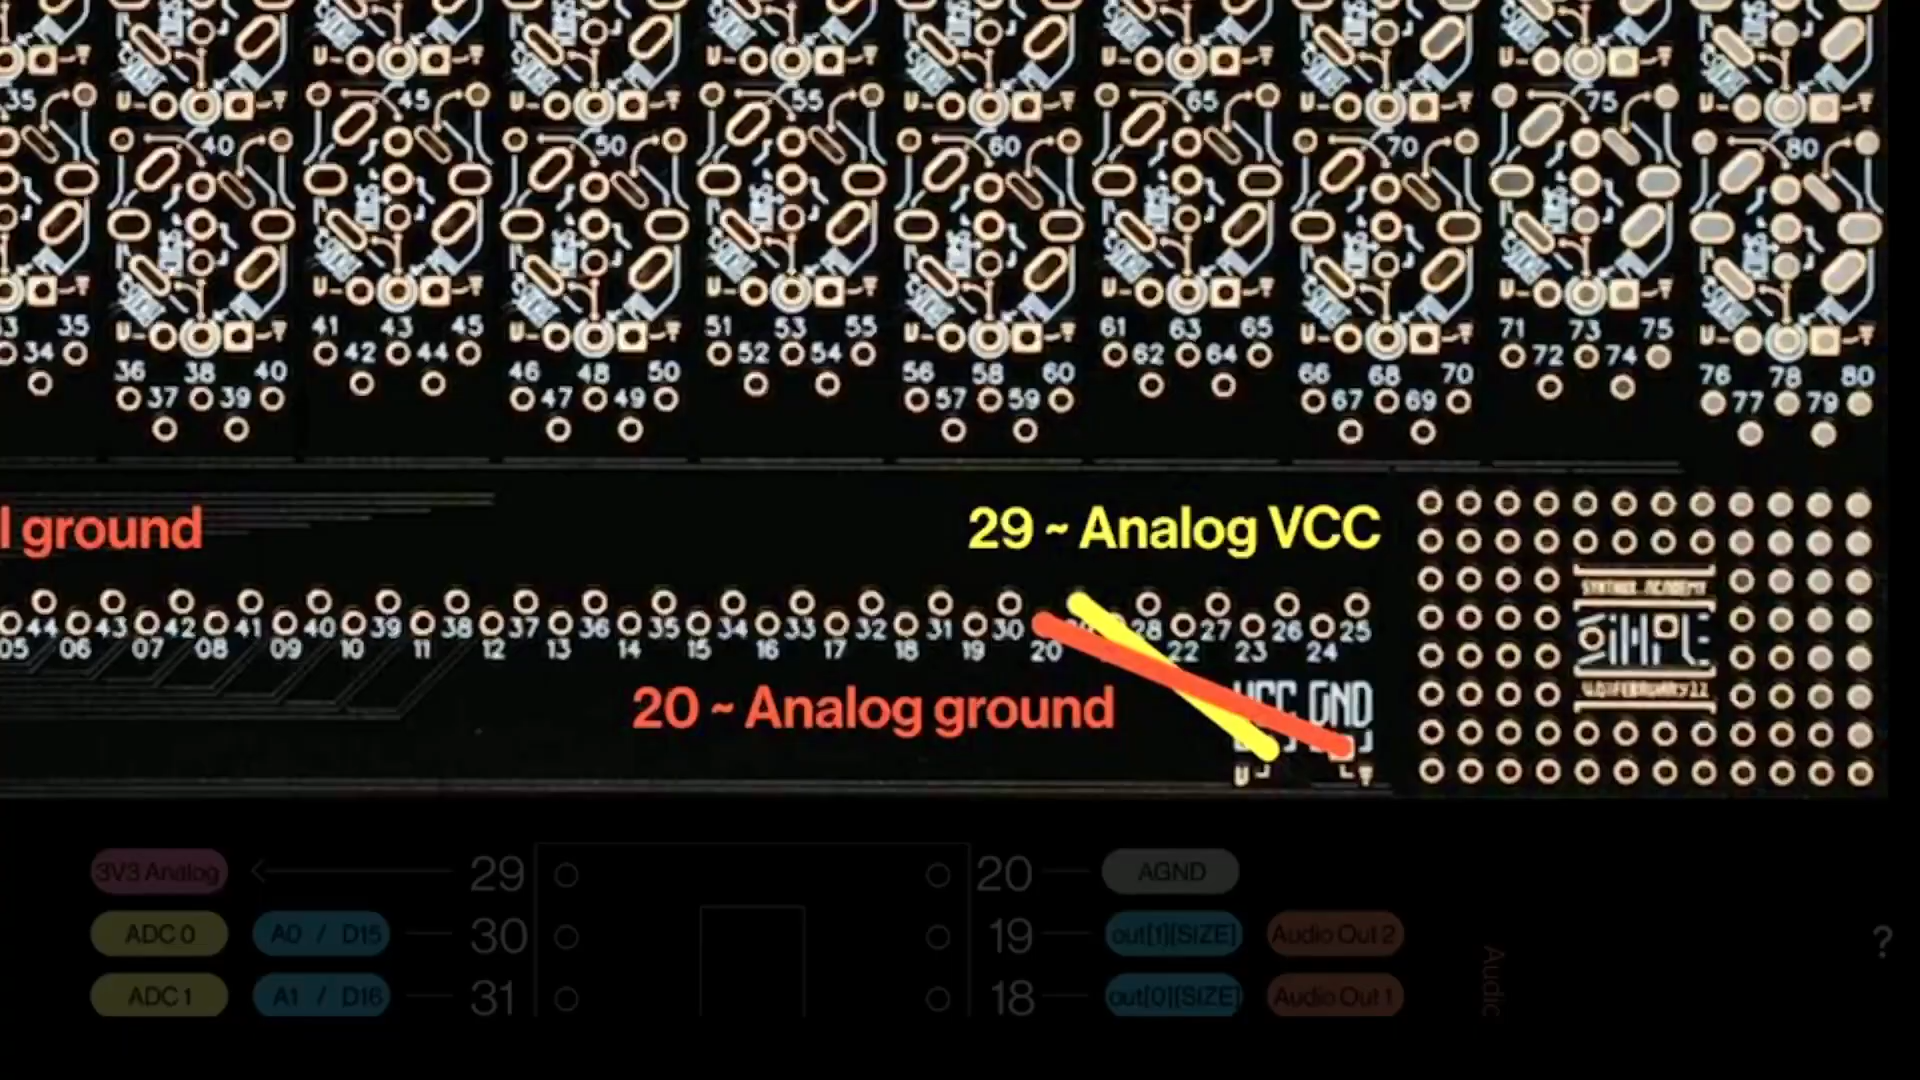 35 45 55 65 75
40 50 60 70 80
35 41 43 45 51 53 55 61 63 65 71 73 75
34 42 44 52 54 62 64 72 74
36 38 40 46 48 50 56 58 60 66 68 70 76 78 80
37 39 47 49 57 59 67 69 77 79
l ground
29 ~ Analog VCC
44 43 42 41 40 39 38 37 36 35 34 33 32 31 30 28 27 26 25
05 06 07 08 09 10 11 12 13 14 15 16 17 18 19 20 22 23 24
20 ~ Analog ground
VCC GND
3V3 Analog 29 20 AGND
ADC 0 A0 / D15 30 19 out[1][SIZE] Audio Out 2
ADC 1 A1 / D16 31 18 out[0][SIZE] Audio Out 1
Audio
?